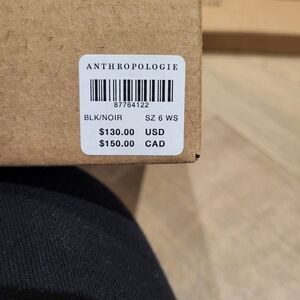 ANTHROPOLOGIE
87764122
BLK/NOIR SZ 6 WS
$130.00 USD
$150.00 CAD